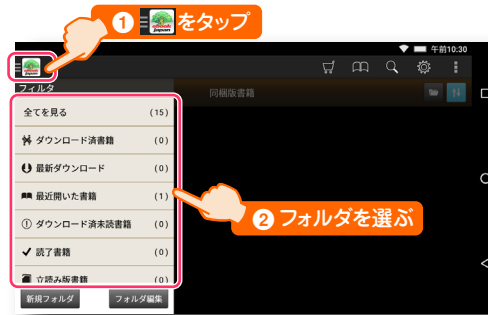 ① をタップ
午前10:30
フィルタ
同梱版書籍
全てを見る (15)
ダウンロード済書籍 (0)
最新ダウンロード (0)
最近開いた書籍 (1)
② フォルダを選ぶ
ダウンロード済未読書籍 (0)
読了書籍 (0)
立読み版書籍 (0)
新規フォルダ フォルダ編集